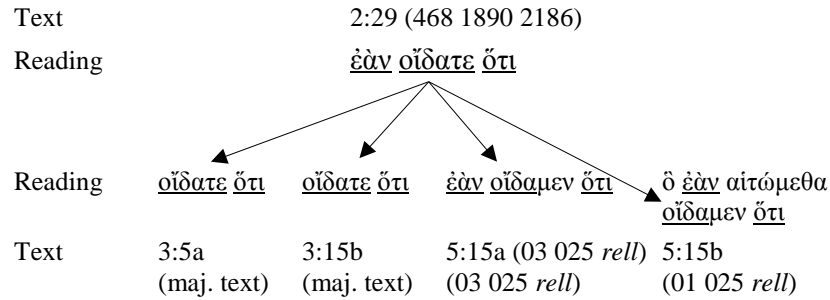 Text 2:29 (468 1890 2186)
Reading ἐὰν οἴδατε ὅτι
Reading οἴδατε ὅτι οἴδατε ὅτι ἐὰν οἴδαμεν ὅτι ὃ ἐὰν αἰτώμεθα
οἴδαμεν ὅτι
Text 3:5a 3:15b 5:15a (03 025 rell) 5:15b
(maj. text) (maj. text) (03 025 rell) (01 025 rell)